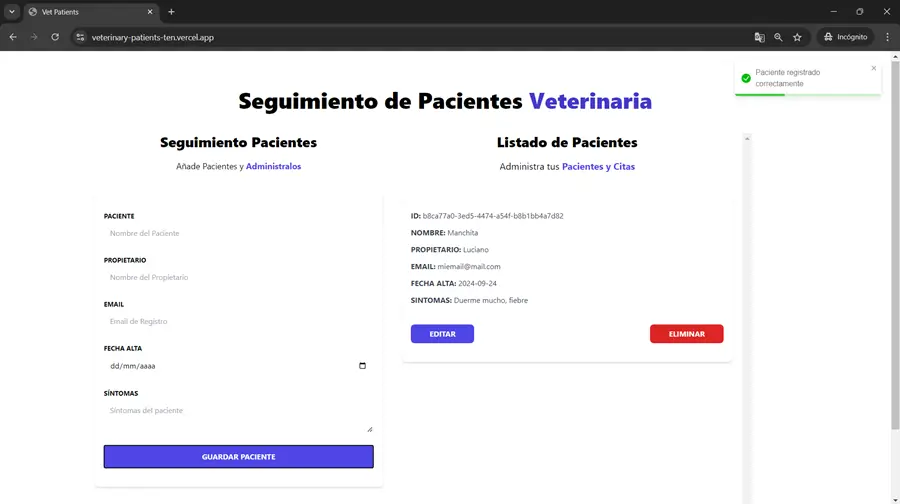 Vet Patients
veterinary-patients-ten.vercel.app
Incógnito
Paciente registrado
correctamente
Seguimiento de Pacientes Veterinaria
Seguimiento Pacientes
Añade Pacientes y Administralos
PACIENTE
Nombre del Paciente
PROPIETARIO
Nombre del Propietario
EMAIL
Email de Registro
FECHA ALTA
dd/mm/aaaa
SÍNTOMAS
Síntomas del paciente
GUARDAR PACIENTE
Listado de Pacientes
Administra tus Pacientes y Citas
ID: b8ca77a0-3ed5-4474-a54f-b8b1bb4a7d82
NOMBRE: Manchita
PROPIETARIO: Luciano
EMAIL: miemail@mail.com
FECHA ALTA: 2024-09-24
SINTOMAS: Duerme mucho, fiebre
EDITAR
ELIMINAR